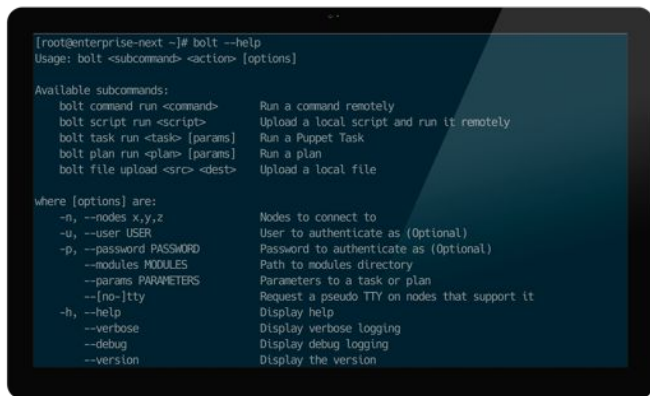 [root@enterprise-next ~]# bolt --help
Usage: bolt <subcommand> <action> [options]
Available subcommands:
bolt command run <command> Run a command remotely
bolt script run <script> Upload a local script and run it remotely
bolt task run <task> [params] Run a Puppet Task
bolt plan run <plan> [params] Run a plan
bolt file upload <src> <dest> Upload a local file
where [options] are:
-n, --nodes x,y,z Nodes to connect to
-u, --user USER User to authenticate as (Optional)
-p, --password PASSWORD Password to authenticate as (Optional)
--modules MODULES Path to modules directory
--params PARAMETERS Parameters to a task or plan
--[no-]tty Request a pseudo TTY on nodes that support it
-h, --help Display help
--verbose Display verbose logging
--debug Display debug logging
--version Display the version